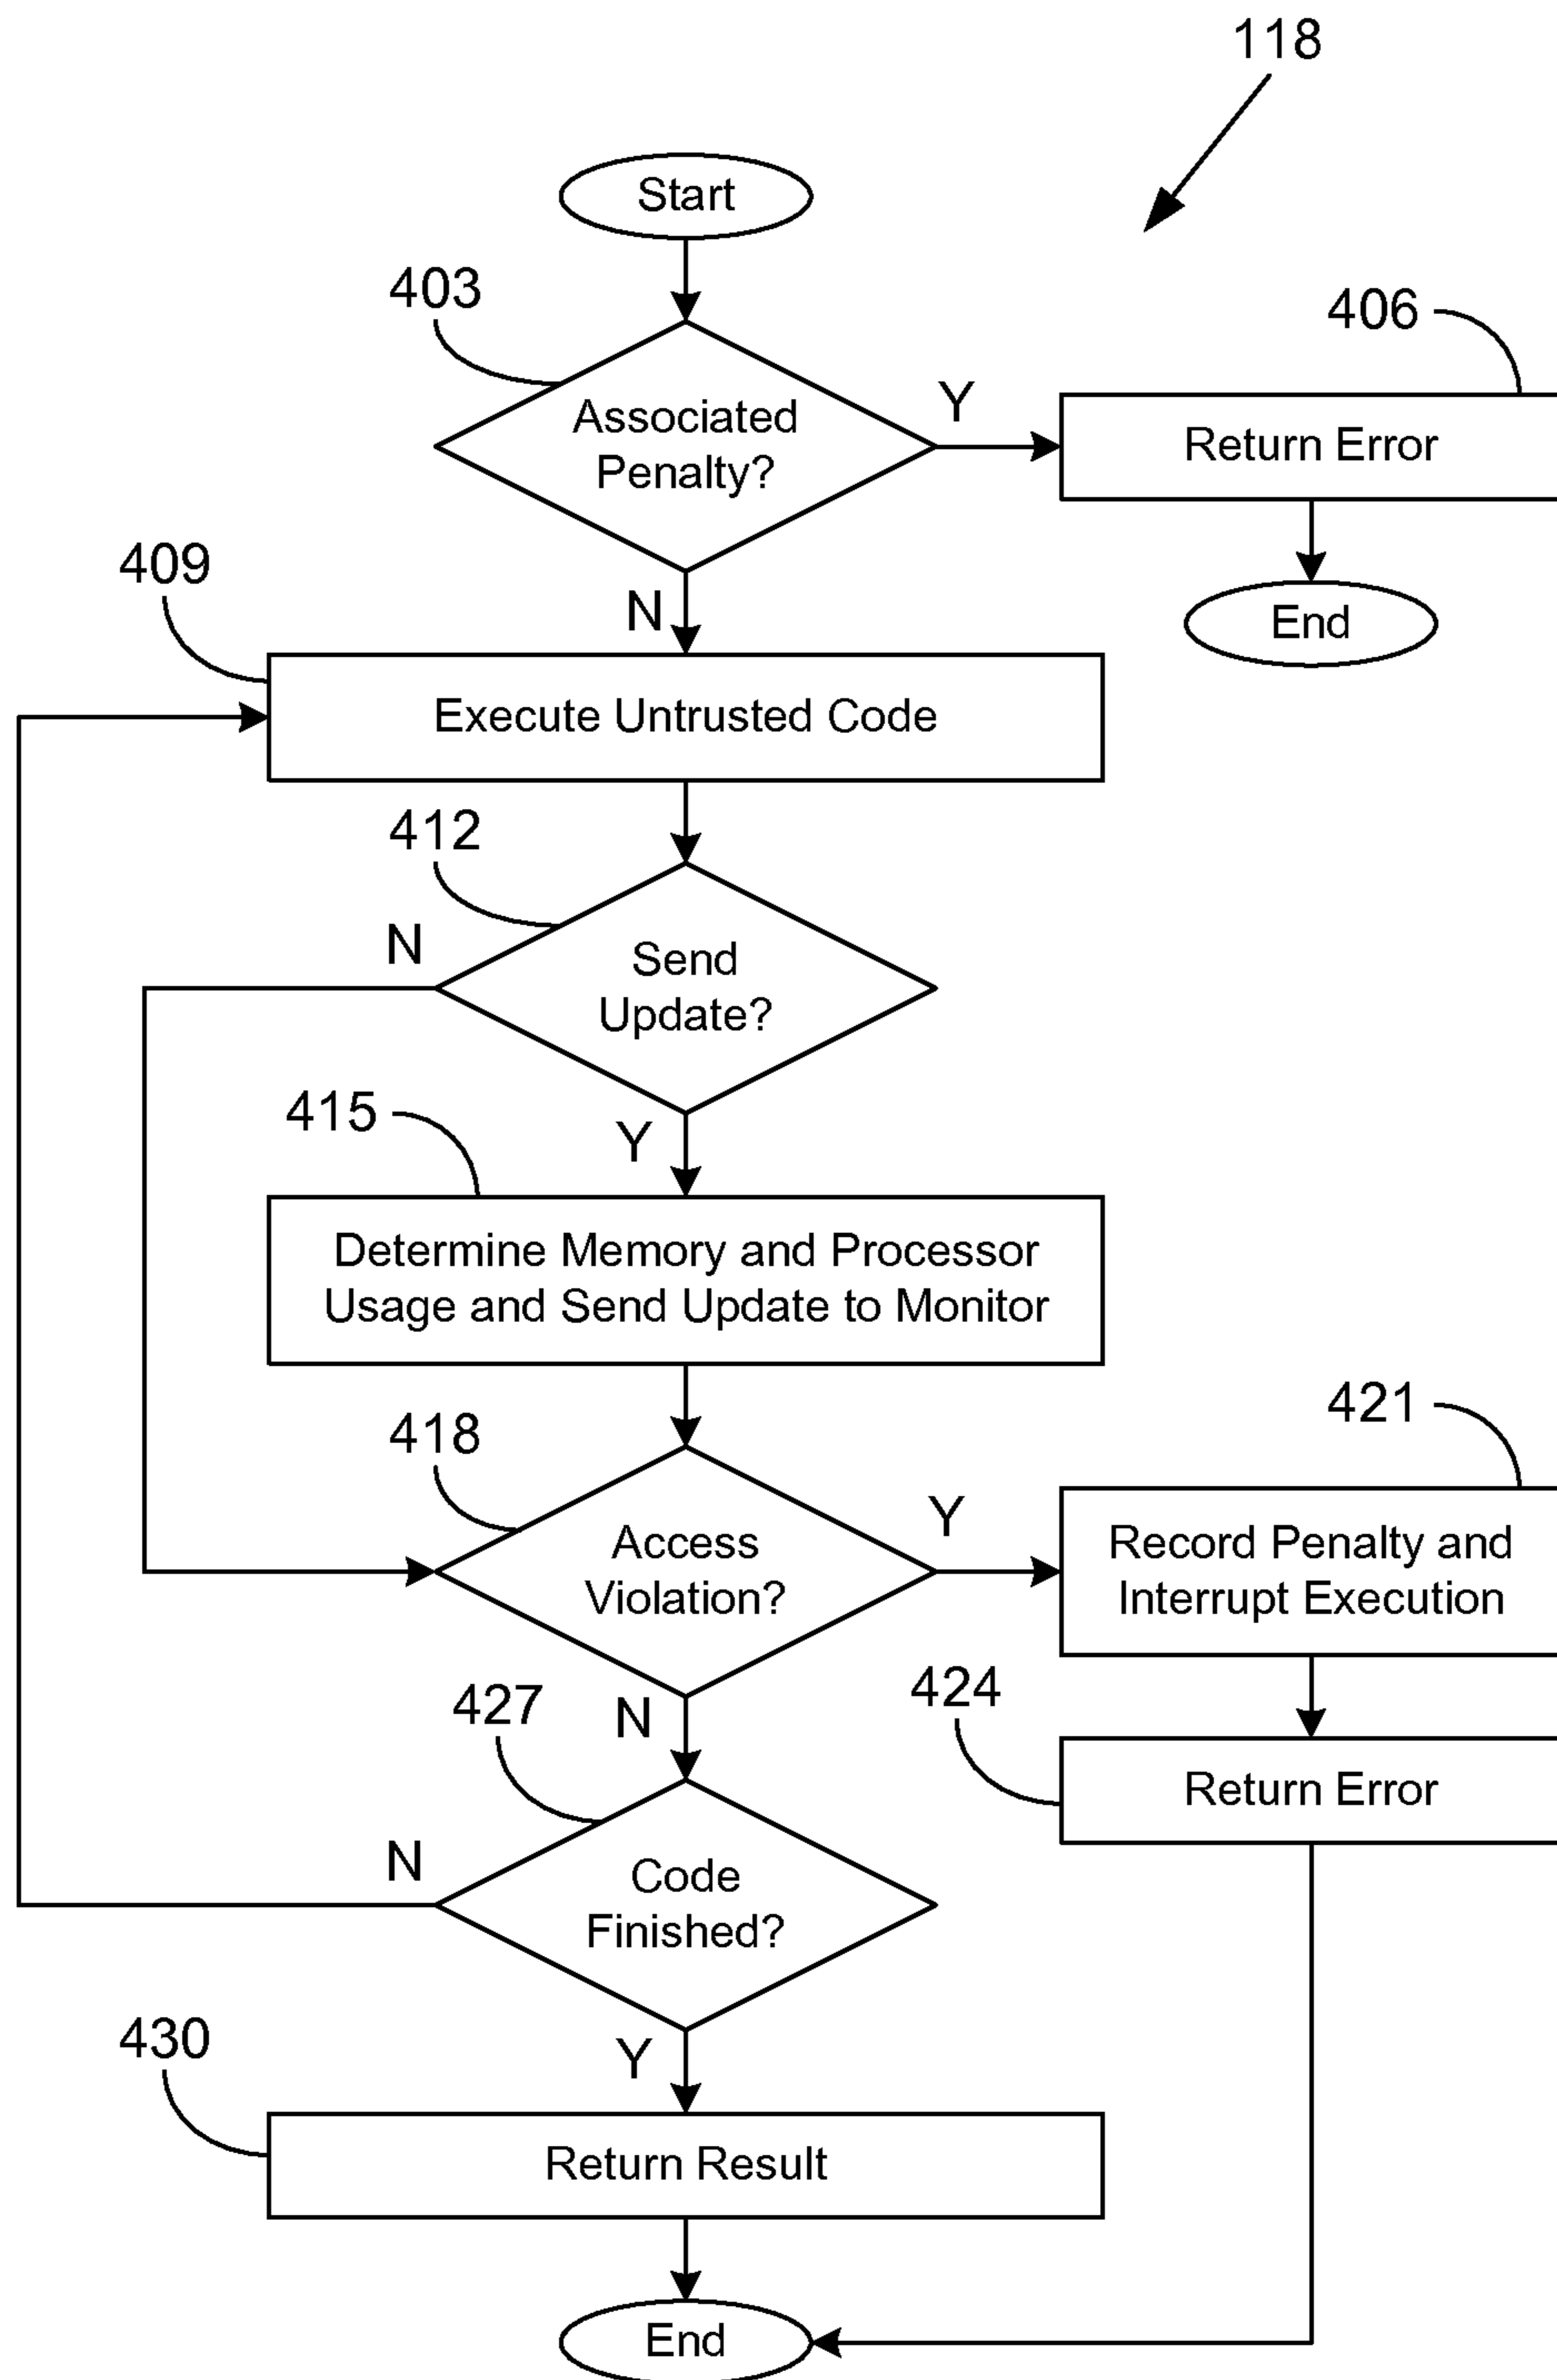 118
Start
403
406
Associated
Penalty?
Y
Return Error
N
End
409
Execute Untrusted Code
412
N
Send
Update?
415
Y
Determine Memory and Processor
Usage and Send Update to Monitor
418
421
Access
Violation?
Y
Record Penalty and
Interrupt Execution
427
N
424
Return Error
N
Code
Finished?
430
Y
Return Result
End